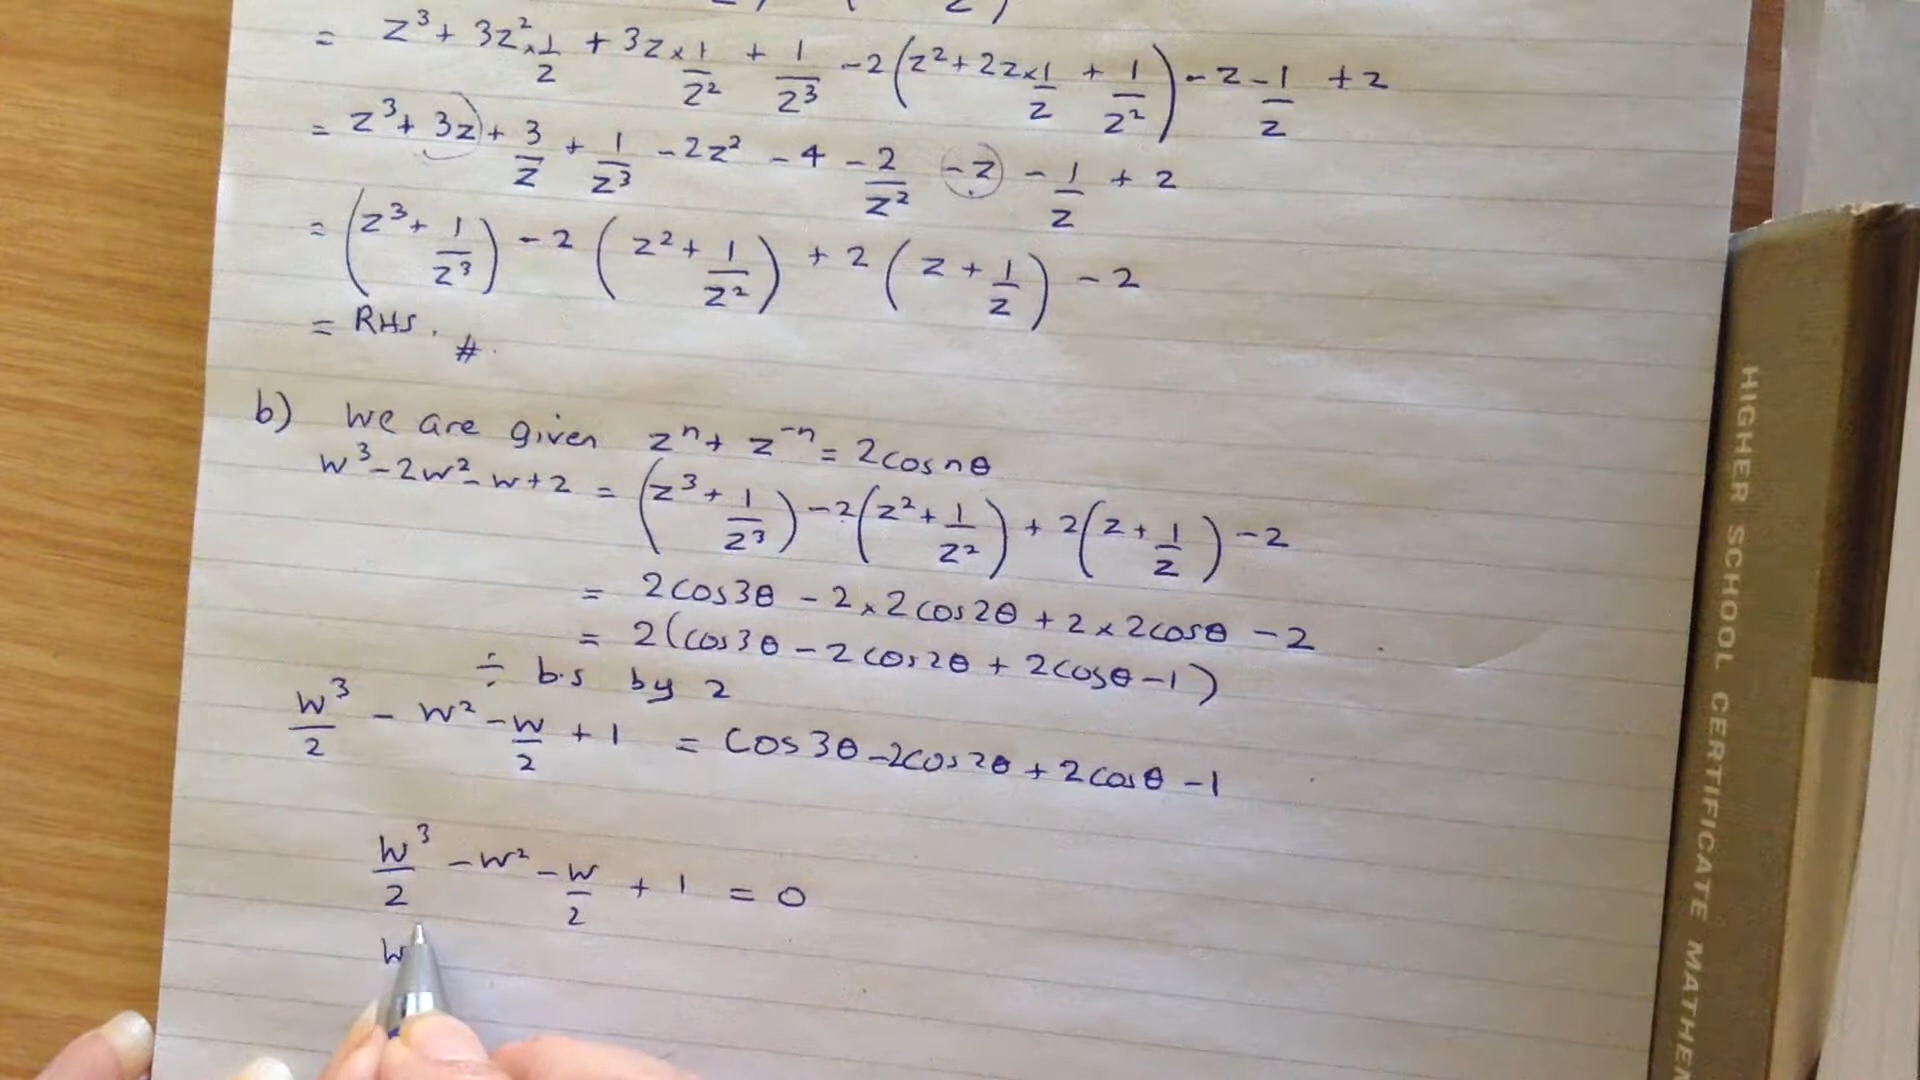 = z³ + 3z² × 1/z + 3z × 1/z² + 1/z³ - 2(z² + 2z × 1/z + 1/z²) - z - 1/z + 2
= z³ + 3z + 3/z + 1/z³ - 2z² - 4 - 2/z² - z - 1/z + 2
= (z³ + 1/z³) - 2(z² + 1/z²) + 2(z + 1/z) - 2
= RHS. #.
b) We are given zⁿ + z⁻ⁿ = 2cosnθ
w³ - 2w² - w + 2 = (z³ + 1/z³) - 2(z² + 1/z²) + 2(z + 1/z) - 2
= 2cos3θ - 2 × 2cos2θ + 2 × 2cosθ - 2
= 2(cos3θ - 2cos2θ + 2cosθ - 1)
÷ b.s by 2
w³/2 - w² - w/2 + 1 = cos3θ - 2cos2θ + 2cosθ - 1
w³/2 - w² - w/2 + 1 = 0
w
HIGHER SCHOOL CERTIFICATE MATHEM